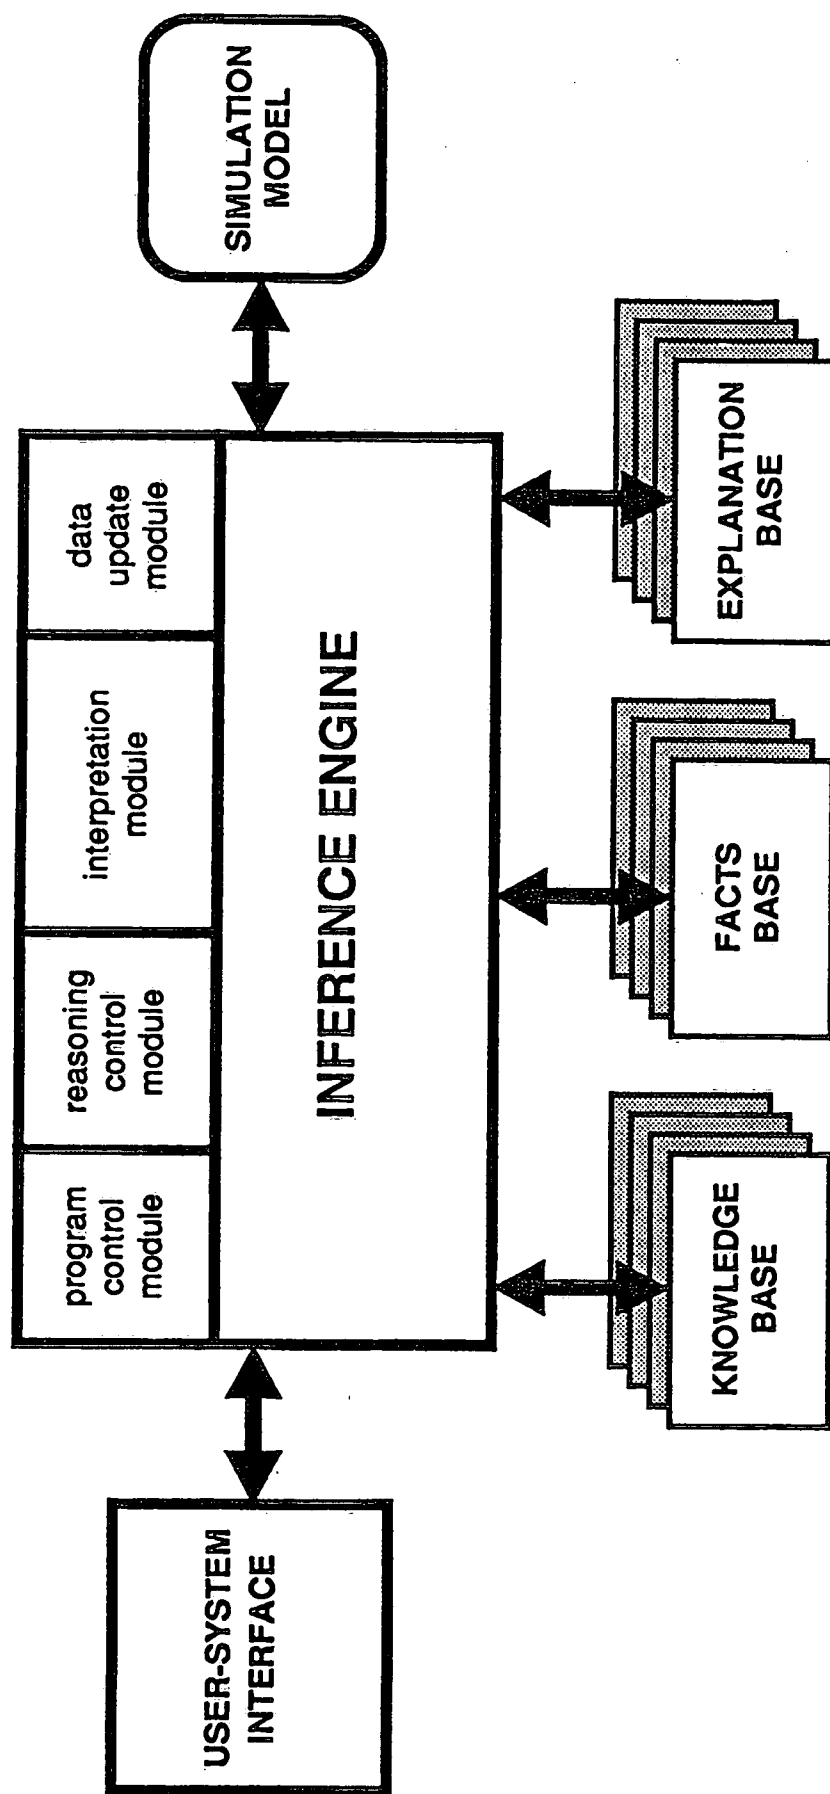 program
control
module
reasoning
control
module
interpretation
module
data
update
module
USER-SYSTEM
INTERFACE
INFERENCE ENGINE
SIMULATION
MODEL
KNOWLEDGE
BASE
FACTS
BASE
EXPLANATION
BASE